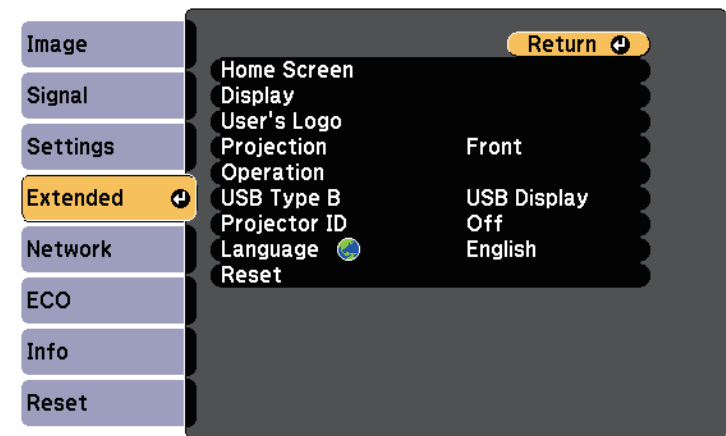 Image
Signal
Settings
Extended
Network
ECO
Info
Reset
Return
Home Screen
Display
User's Logo
Projection Front
Operation
USB Type B USB Display
Projector ID Off
Language English
Reset